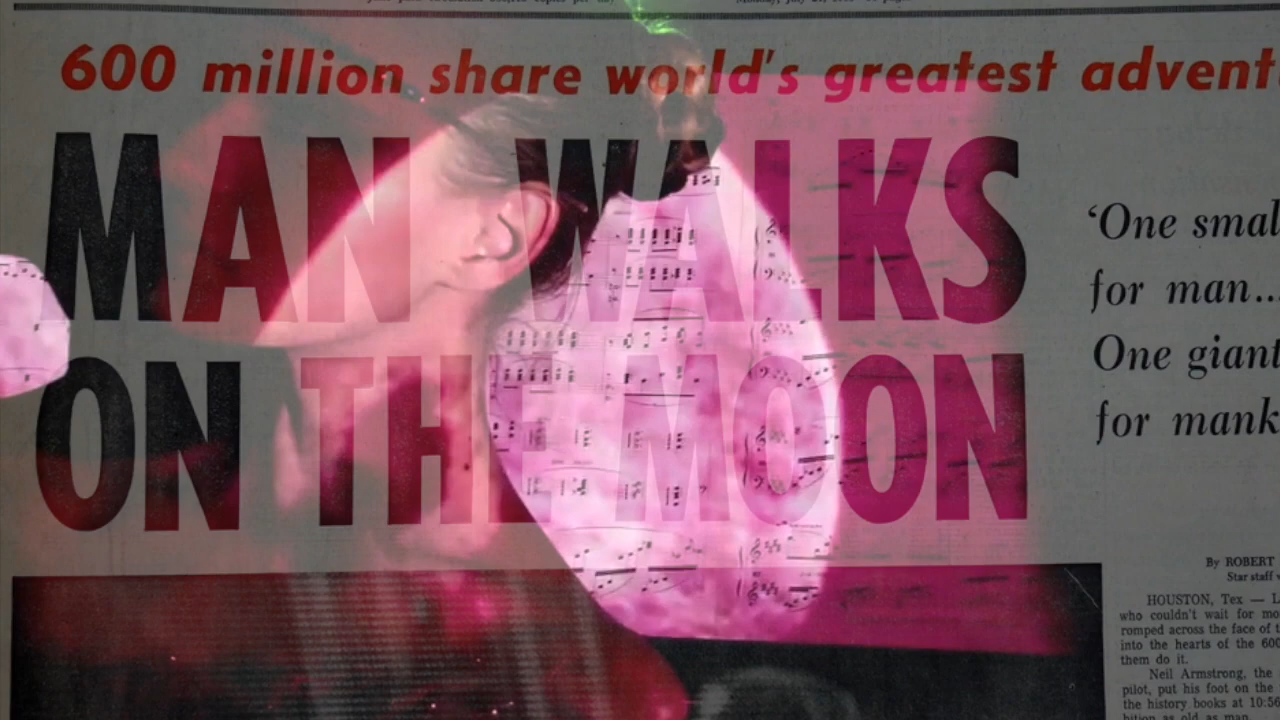 600 million share world's greatest advent
MAN WALKS
ON THE MOON
‘One smal
for man...
One giant
for mank
By ROBERT
Star staff
HOUSTON, Tex — L
who couldn't wait for mo
romped across the face of t
into the hearts of the 600
them do it.
Neil Armstrong, the
pilot, put his foot on the
the history books at 10:56
bition as old as man.